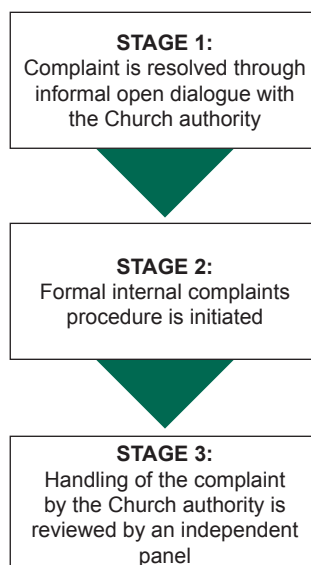 STAGE 1:
Complaint is resolved through
informal open dialogue with
the Church authority
STAGE 2:
Formal internal complaints
procedure is initiated
STAGE 3:
Handling of the complaint
by the Church authority is
reviewed by an independent
panel